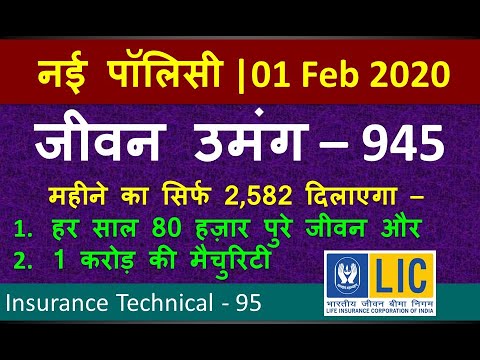 नई पॉलिसी |01 Feb 2020
जीवन उमंग – 945
महीने का सिर्फ 2,582 दिलाएगा –
1. हर साल 80 हज़ार पुरे जीवन और
2. 1 करोड़ की मैचुरिटी
LIC
भारतीय जीवन बीमा निगम
LIFE INSURANCE CORPORATION OF INDIA
Insurance Technical - 95